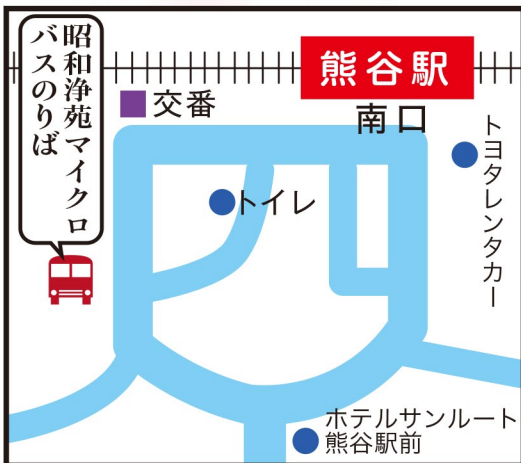 昭和浄苑マイクロ
バスのりば
熊谷駅
南口
交番
トイレ
トヨタレンタカー
ホテルサンルート
熊谷駅前